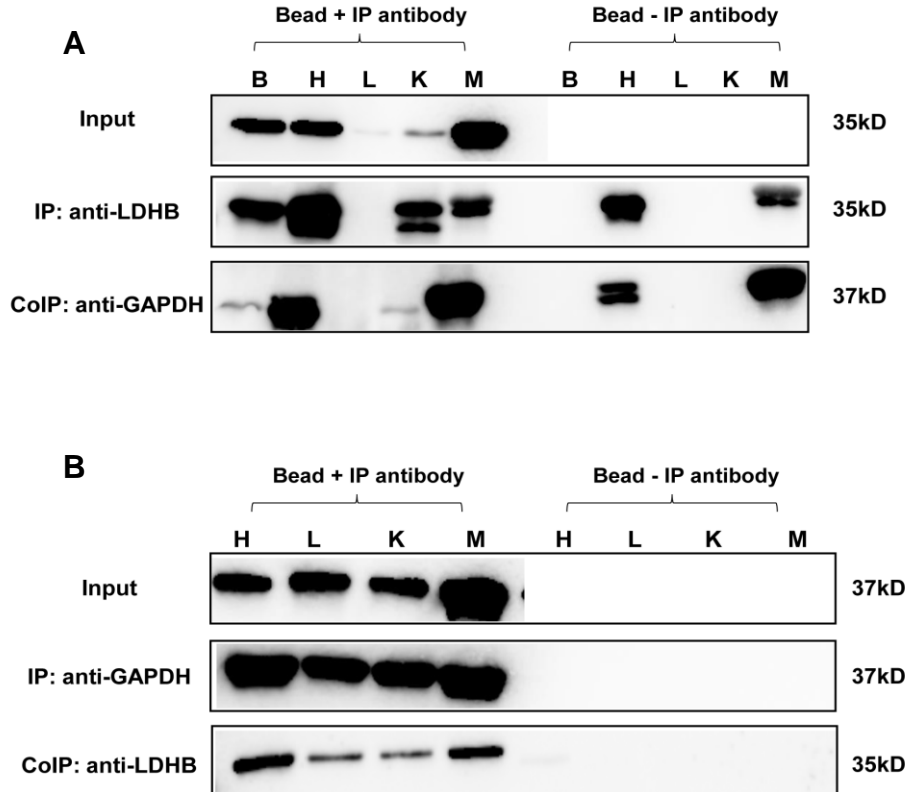 Bead + IP antibody Bead - IP antibody
A
B H L K M B H L K M
Input 35kD
IP: anti-LDHB 35kD
CoIP: anti-GAPDH 37kD
B
Bead + IP antibody Bead - IP antibody
H L K M H L K M
Input 37kD
IP: anti-GAPDH 37kD
CoIP: anti-LDHB 35kD